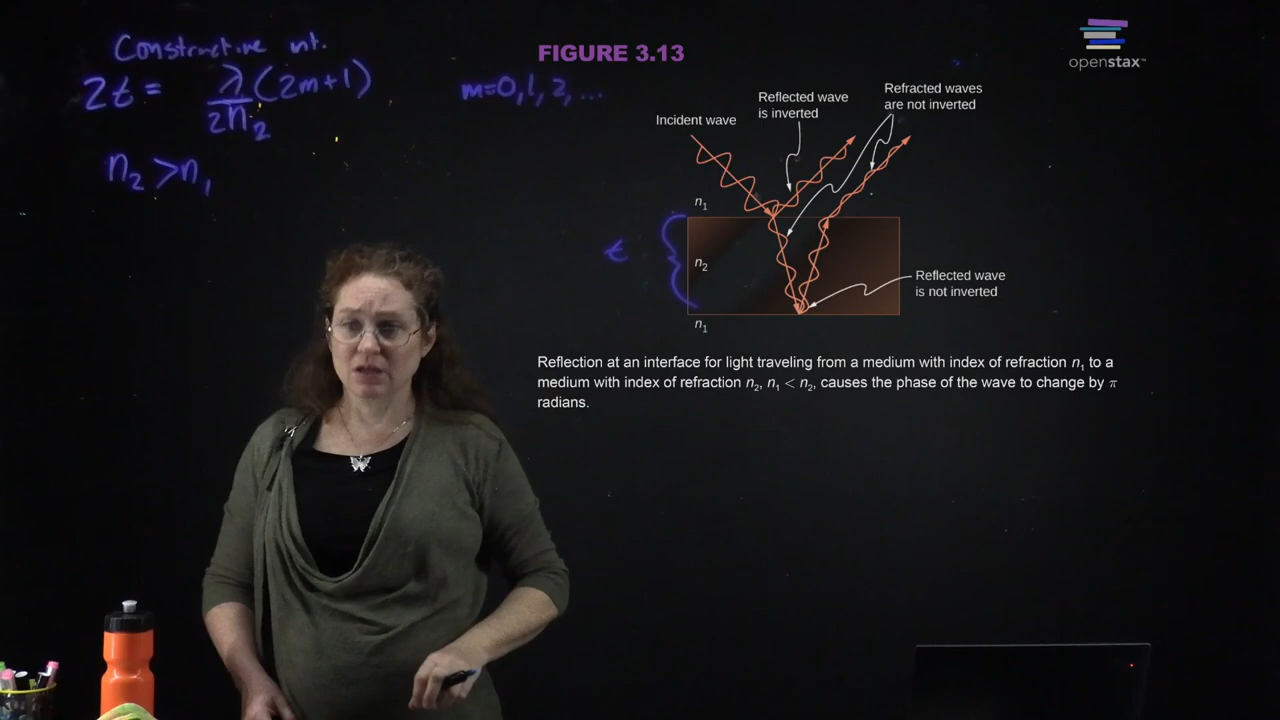 Constructive int.
2t = λ/2n₂ (2m+1)
m=0,1,2,...
n₂ > n₁
t
FIGURE 3.13
openstax™
Incident wave
Reflected wave
is inverted
Refracted waves
are not inverted
n₁
n₂
n₁
Reflected wave
is not inverted
Reflection at an interface for light traveling from a medium with index of refraction n₁ to a
medium with index of refraction n₂, n₁ < n₂, causes the phase of the wave to change by π
radians.